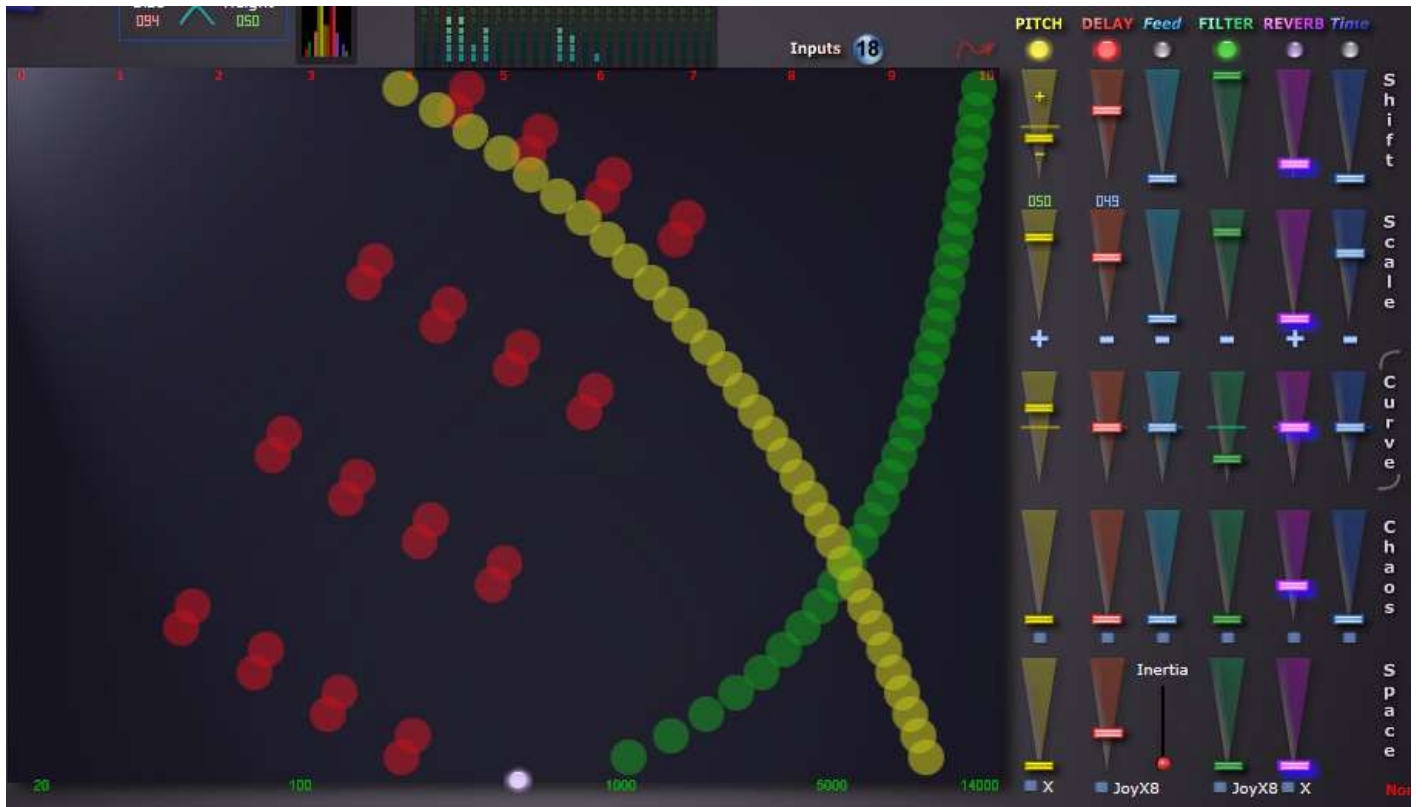 094 050
Inputs 18
PITCH DELAY Feed FILTER REVERB Time
0 1 2 3 4 5 6 7 8 9 10
+
-
Shift
050 049
Scale
+ - - - + -
Curve
Chaos
Inertia
Space
20 100 1000 5000 14000
X JoyX8 JoyX8 X